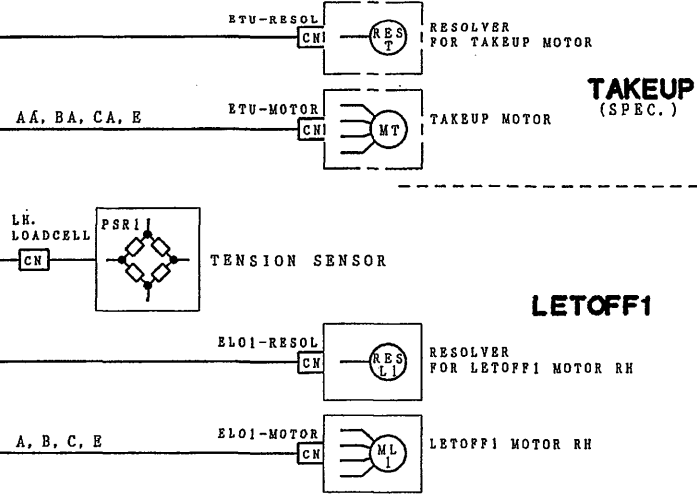 ETU-RESOL
CN
RES
T
RESOLVER
FOR TAKEUP MOTOR
TAKEUP
(SPEC.)
AA, BA, CA, E
ETU-MOTOR
CN
MT
TAKEUP MOTOR
LH.
LOADCELL
CN
PSR1
TENSION SENSOR
LETOFF1
ELO1-RESOL
CN
RES
L1
RESOLVER
FOR LETOFF1 MOTOR RH
A, B, C, E
ELO1-MOTOR
CN
ML
1
LETOFF1 MOTOR RH